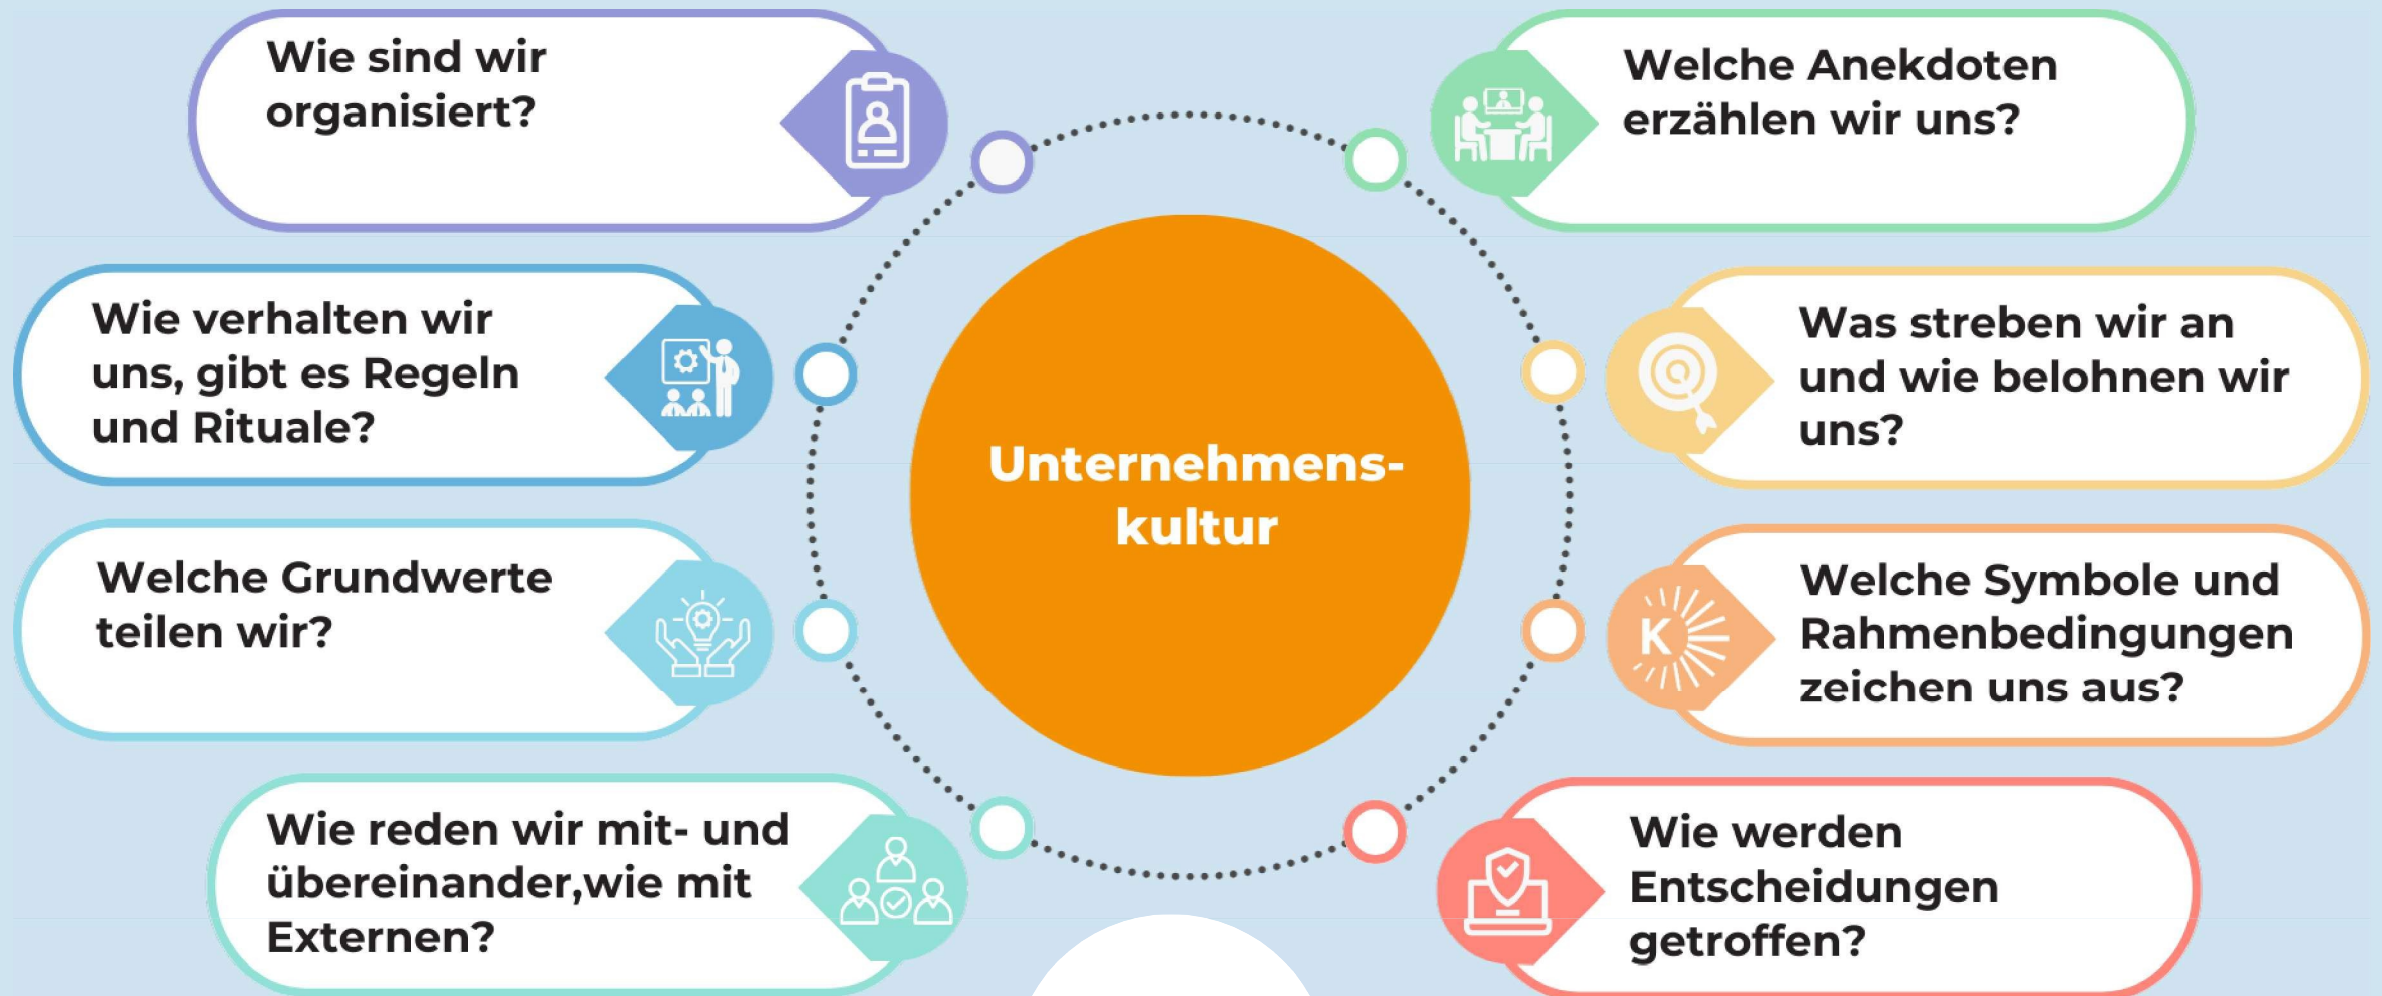 Wie sind wir
organisiert?
Welche Anekdoten
erzählen wir uns?
Wie verhalten wir
uns, gibt es Regeln
und Rituale?
Was streben wir an
und wie belohnen wir
uns?
Unternehmens-
kultur
Welche Grundwerte
teilen wir?
K
Welche Symbole und
Rahmenbedingungen
zeichen uns aus?
Wie reden wir mit- und
übereinander,wie mit
Externen?
Wie werden
Entscheidungen
getroffen?